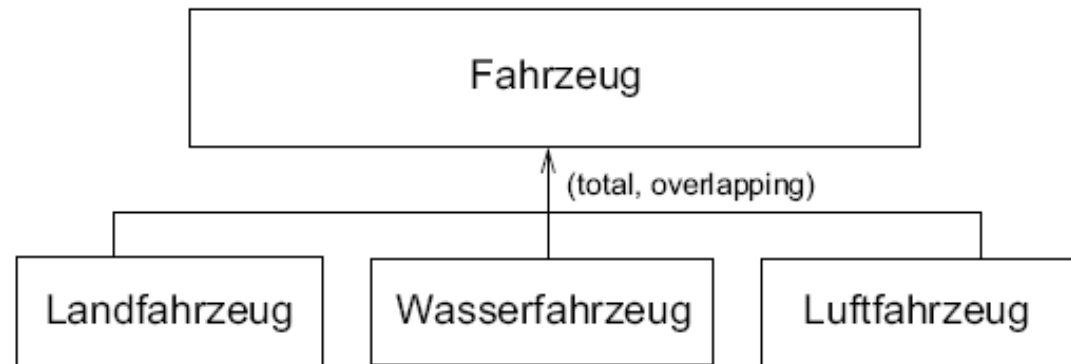 Fahrzeug
(total, overlapping)
Landfahrzeug
Wasserfahrzeug
Luftfahrzeug